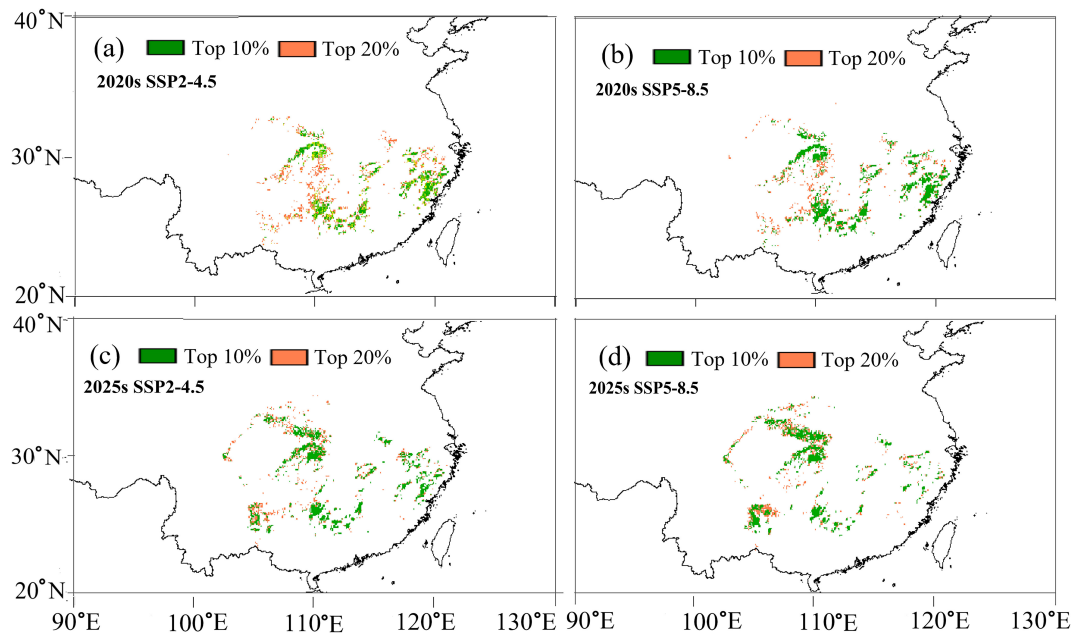 40°N
(a) Top 10% Top 20%
2020s SSP2-4.5
(b) Top 10% Top 20%
2020s SSP5-8.5
30°N
20°N
40°N
(c) Top 10% Top 20%
2025s SSP2-4.5
(d) Top 10% Top 20%
2025s SSP5-8.5
30°N
20°N
90°E 100°E 110°E 120°E 130°E 90°E 100°E 110°E 120°E 130°E